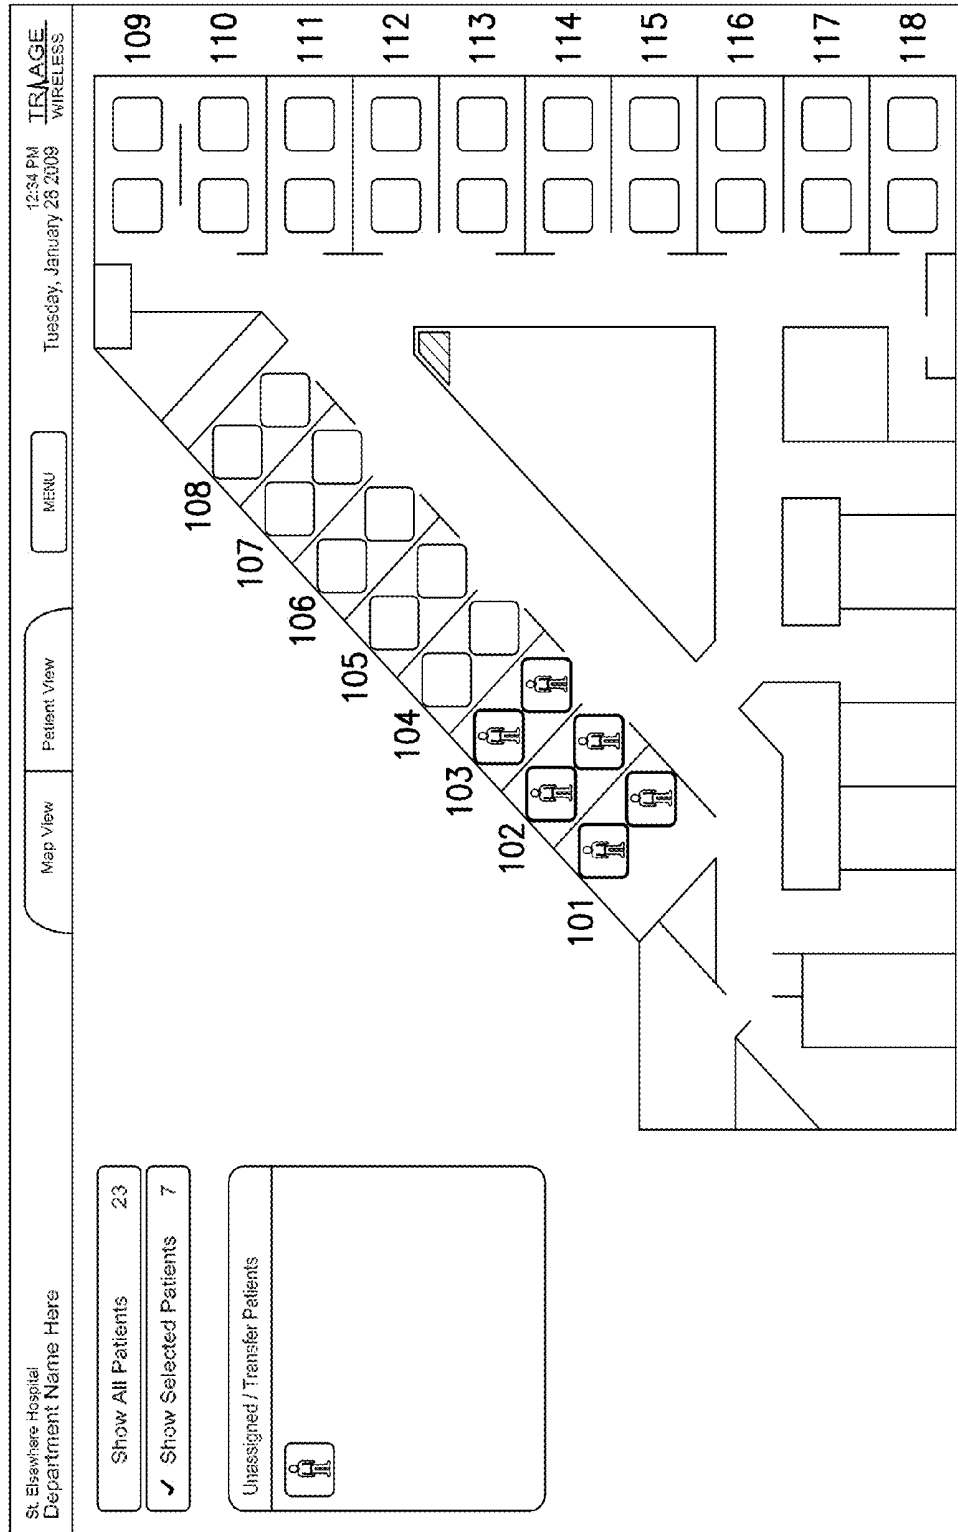 St. Elsewhere Hospital
Department Name Here
Map View
Patient View
MENU
12:34 PM
Tuesday, January 28 2009
TRIAGE
WIRELESS
Show All Patients 23
✓ Show Selected Patients 7
Unassigned / Transfer Patients
101
102
103
104
105
106
107
108
109
110
111
112
113
114
115
116
117
118